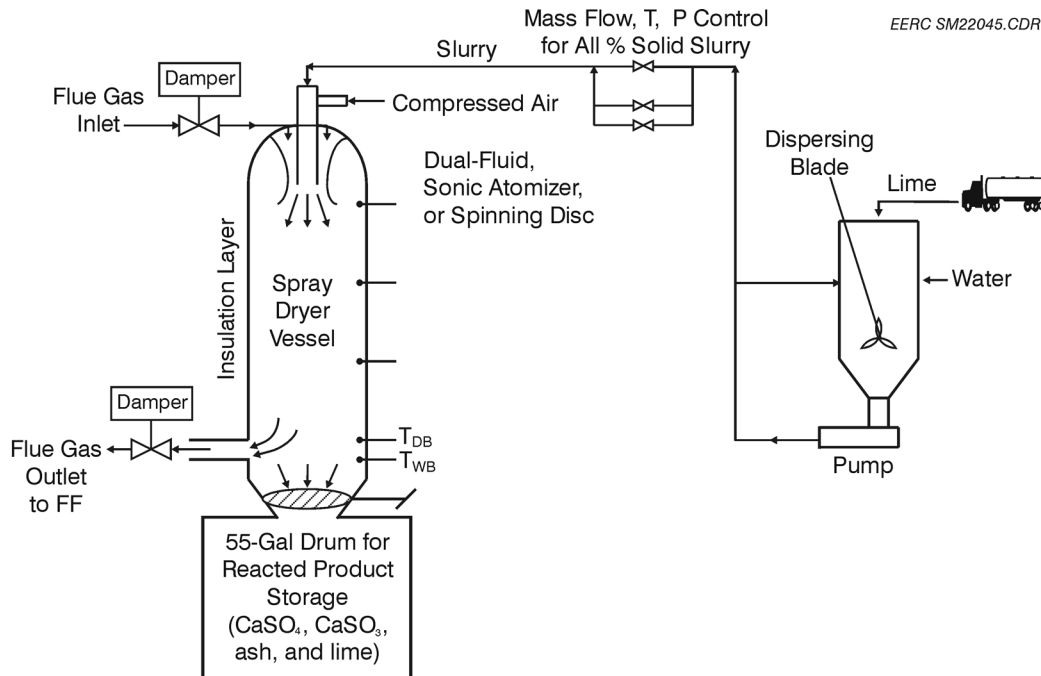 Mass Flow, T, P Control
for All % Solid Slurry
EERC SM22045.CDR
Slurry
Damper
Flue Gas
Inlet
Compressed Air
Dual-Fluid,
Sonic Atomizer,
or Spinning Disc
Dispersing
Blade
Lime
Insulation Layer
Spray
Dryer
Vessel
Water
Damper
Flue Gas
Outlet
to FF
T_DB
T_WB
Pump
55-Gal Drum for
Reacted Product
Storage
(CaSO₄, CaSO₃,
ash, and lime)